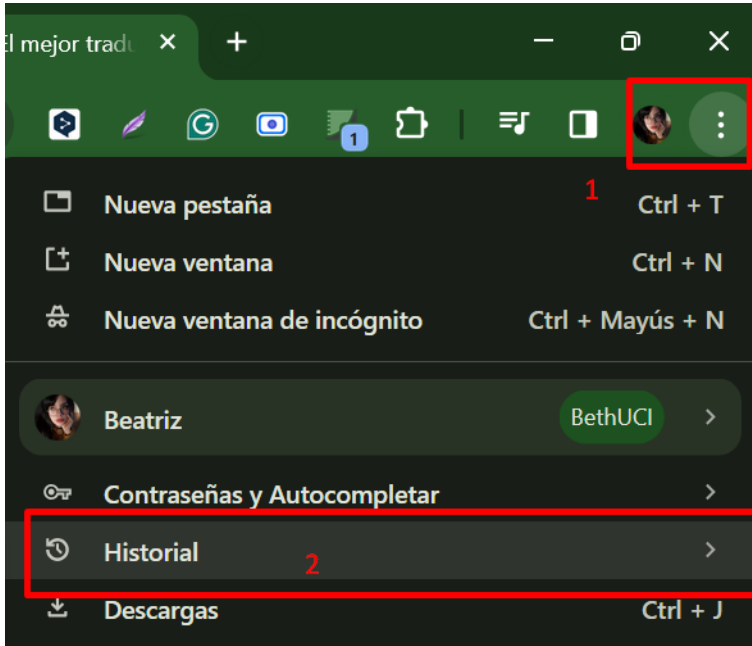 El mejor tradu
1
1
Nueva pestaña Ctrl + T
Nueva ventana Ctrl + N
Nueva ventana de incógnito Ctrl + Mayús + N
Beatriz BethUCI
Contraseñas y Autocompletar
Historial 2
Descargas Ctrl + J